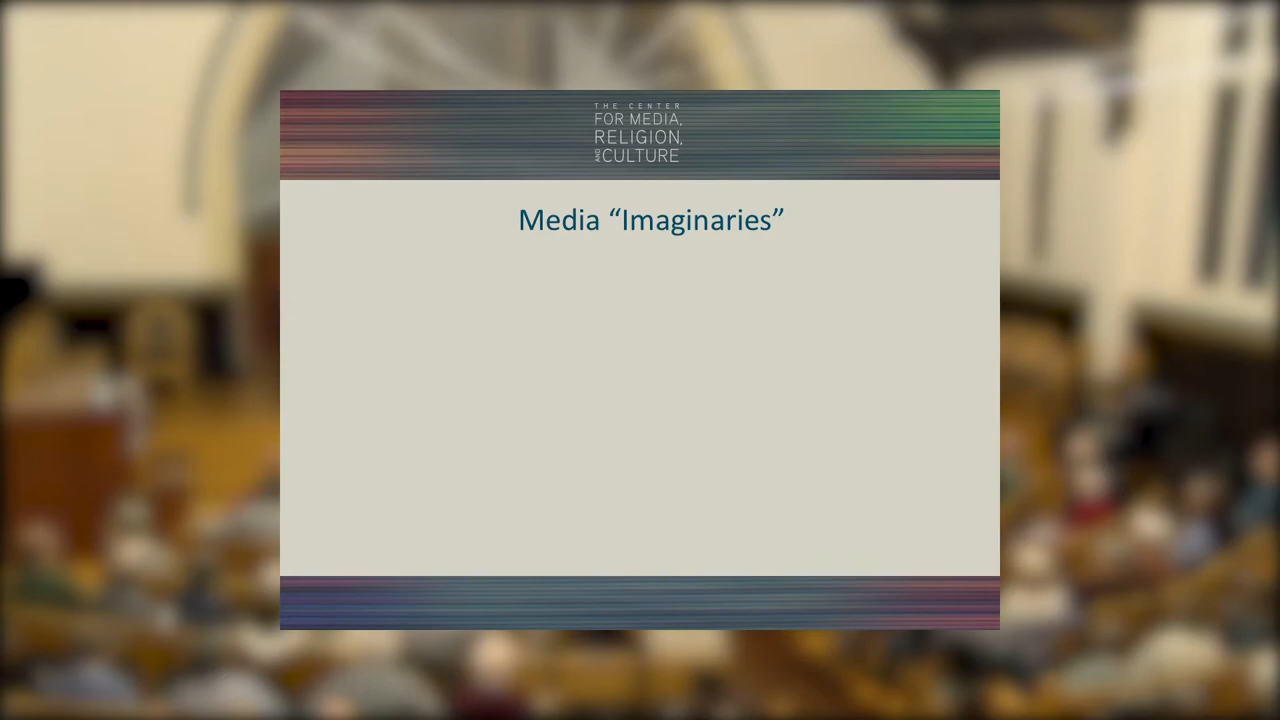 THE CENTER
FOR MEDIA,
RELIGION,
AND CULTURE
Media “Imaginaries”